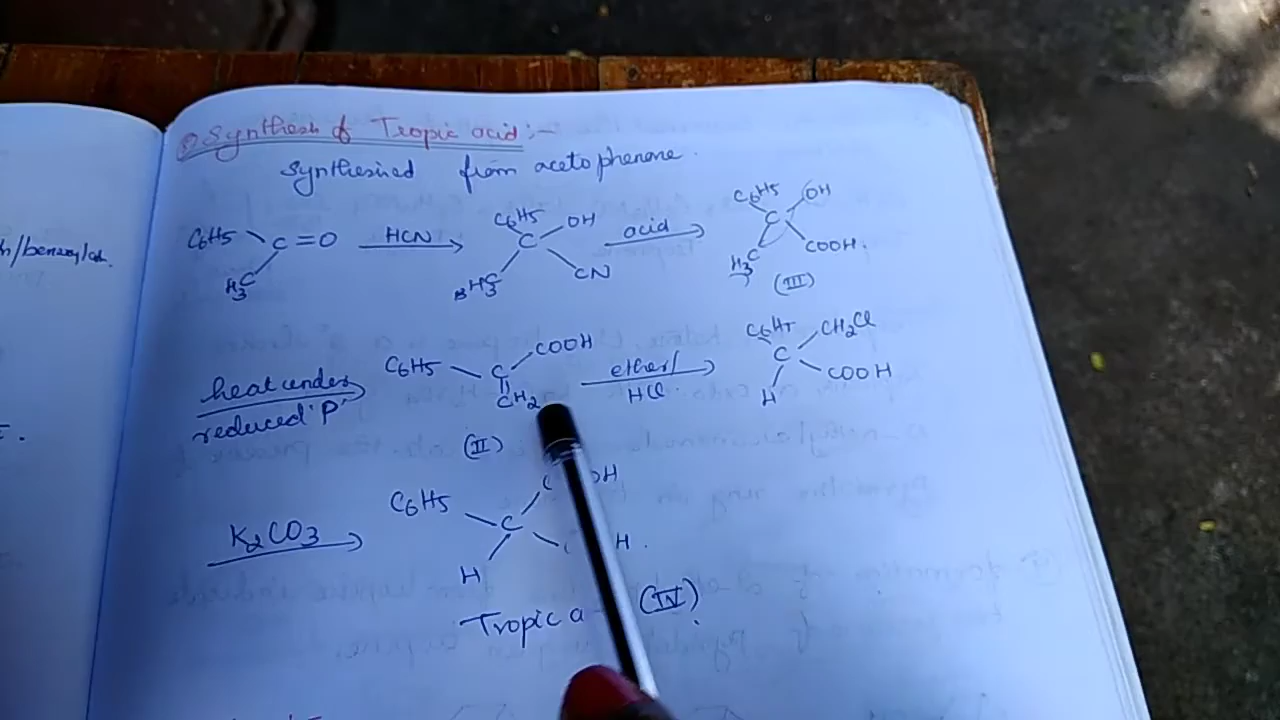 Synthesis of Tropic acid :-
Synthesised from acetophenone.
C6H5 C=O H3C HCN C6H5 OH C H3C CN acid C6H5 OH C H3C COOH.
(III)
heat under reduced 'P' C6H5 C COOH CH2 ether/ HCl. C6H5 CH2Cl C COOH H
(II)
K2CO3 C6H5 C H
Tropic (IV).